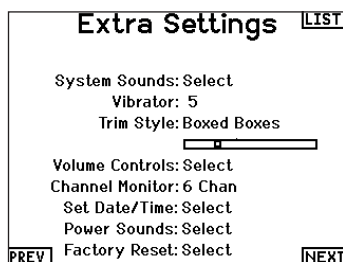 Extra Settings
LIST
System Sounds: Select
Vibrator: 5
Trim Style: Boxed Boxes
Volume Controls: Select
Channel Monitor: 6 Chan
Set Date/Time: Select
Power Sounds: Select
Factory Reset: Select
PREV
NEXT